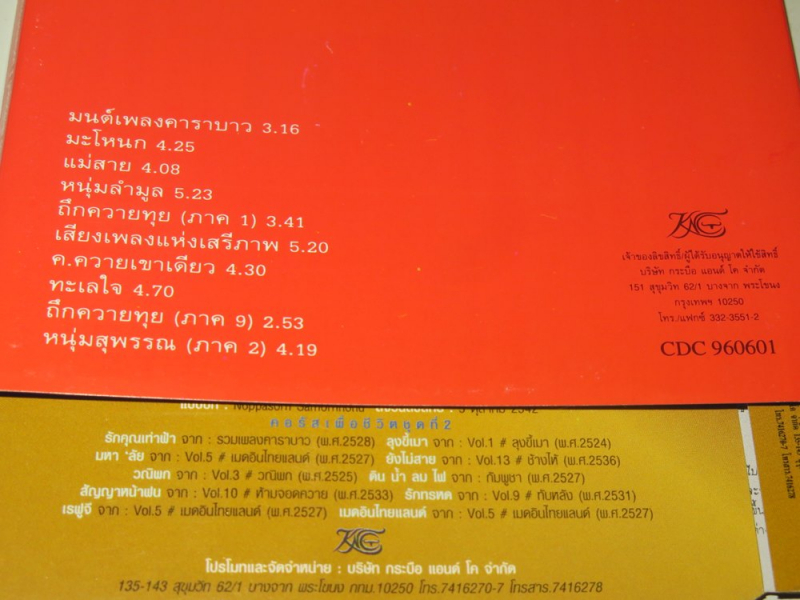 มนต์เพลงคาราบาว 3.16
มะโหนก 4.25
แม่สาย 4.08
หนุ่มลำมูล 5.23
ถึกควายทุย (ภาค 1) 3.41
เสียงเพลงแห่งเสรีภาพ 5.20
ค.ควายเขาเดียว 4.30
ทะเลใจ 4.70
ถึกควายทุย (ภาค 9) 2.53
หนุ่มสุพรรณ (ภาค 2) 4.19
เจ้าของลิขสิทธิ์/ผู้ได้รับอนุญาตให้ใช้สิทธิ์
บริษัท กระบือ แอนด์ โค จำกัด
151 สุขุมวิท 62/1 บางจาก พระโขนง
กรุงเทพฯ 10250
โทร./แฟกซ์ 332-3551-2
CDC 960601
คอร์สเพื่อชีวิตชุดที่ 2
รักคุณเท่าฟ้า จาก : รวมเพลงคาราบาว (พ.ศ.2528) ลุงขี้เมา จาก : Vol.1 # ลุงขี้เมา (พ.ศ.2524)
มหา 'ลัย จาก : Vol.5 # เมดอินไทยแลนด์ (พ.ศ.2527) ยังไม่สาย จาก : Vol.13 # ช้างไห้ (พ.ศ.2536)
วณิพก จาก : Vol.3 # วณิพก (พ.ศ.2525) ดิน น้ำ ลม ไฟ จาก : กัมพูชา (พ.ศ.2527)
สัญญาหน้าฝน จาก : Vol.10 # ห้ามจอดควาย (พ.ศ.2533) รักทรหด จาก : Vol.9 # ทับหลัง (พ.ศ.2531)
เรฟูจี จาก : Vol.5 # เมดอินไทยแลนด์ (พ.ศ.2527) เมดอินไทยแลนด์ จาก : Vol.5 # เมดอินไทยแลนด์ (พ.ศ.2527)
โปรโมทและจัดจำหน่าย : บริษัท กระบือ แอนด์ โค จำกัด
135-143 สุขุมวิท 62/1 บางจาก พระโขนง กทม.10250 โทร.7416270-7 โทรสาร.7416278